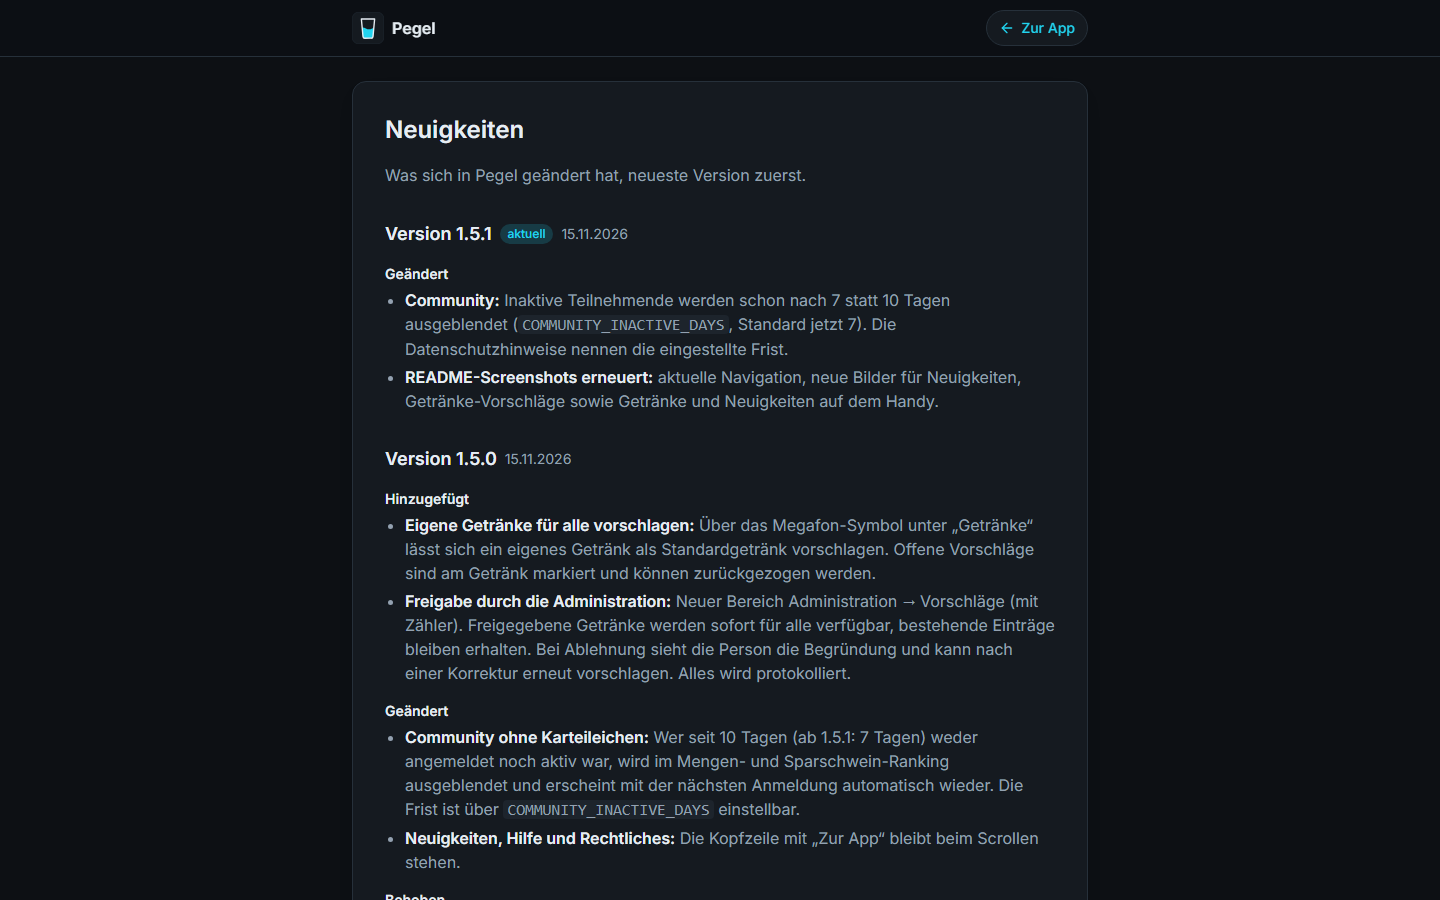 Pegel
← Zur App
Neuigkeiten
Was sich in Pegel geändert hat, neueste Version zuerst.
Version 1.5.1 aktuell 15.11.2026
Geändert
• Community: Inaktive Teilnehmende werden schon nach 7 statt 10 Tagen
ausgeblendet (COMMUNITY_INACTIVE_DAYS, Standard jetzt 7). Die
Datenschutzhinweise nennen die eingestellte Frist.
• README-Screenshots erneuert: aktuelle Navigation, neue Bilder für Neuigkeiten,
Getränke-Vorschläge sowie Getränke und Neuigkeiten auf dem Handy.
Version 1.5.0 15.11.2026
Hinzugefügt
• Eigene Getränke für alle vorschlagen: Über das Megafon-Symbol unter „Getränke“
lässt sich ein eigenes Getränk als Standardgetränk vorschlagen. Offene Vorschläge
sind am Getränk markiert und können zurückgezogen werden.
• Freigabe durch die Administration: Neuer Bereich Administration → Vorschläge (mit
Zähler). Freigegebene Getränke werden sofort für alle verfügbar, bestehende Einträge
bleiben erhalten. Bei Ablehnung sieht die Person die Begründung und kann nach
einer Korrektur erneut vorschlagen. Alles wird protokolliert.
Geändert
• Community ohne Karteileichen: Wer seit 10 Tagen (ab 1.5.1: 7 Tagen) weder
angemeldet noch aktiv war, wird im Mengen- und Sparschwein-Ranking
ausgeblendet und erscheint mit der nächsten Anmeldung automatisch wieder. Die
Frist ist über COMMUNITY_INACTIVE_DAYS einstellbar.
• Neuigkeiten, Hilfe und Rechtliches: Die Kopfzeile mit „Zur App“ bleibt beim Scrollen
stehen.
Behoben